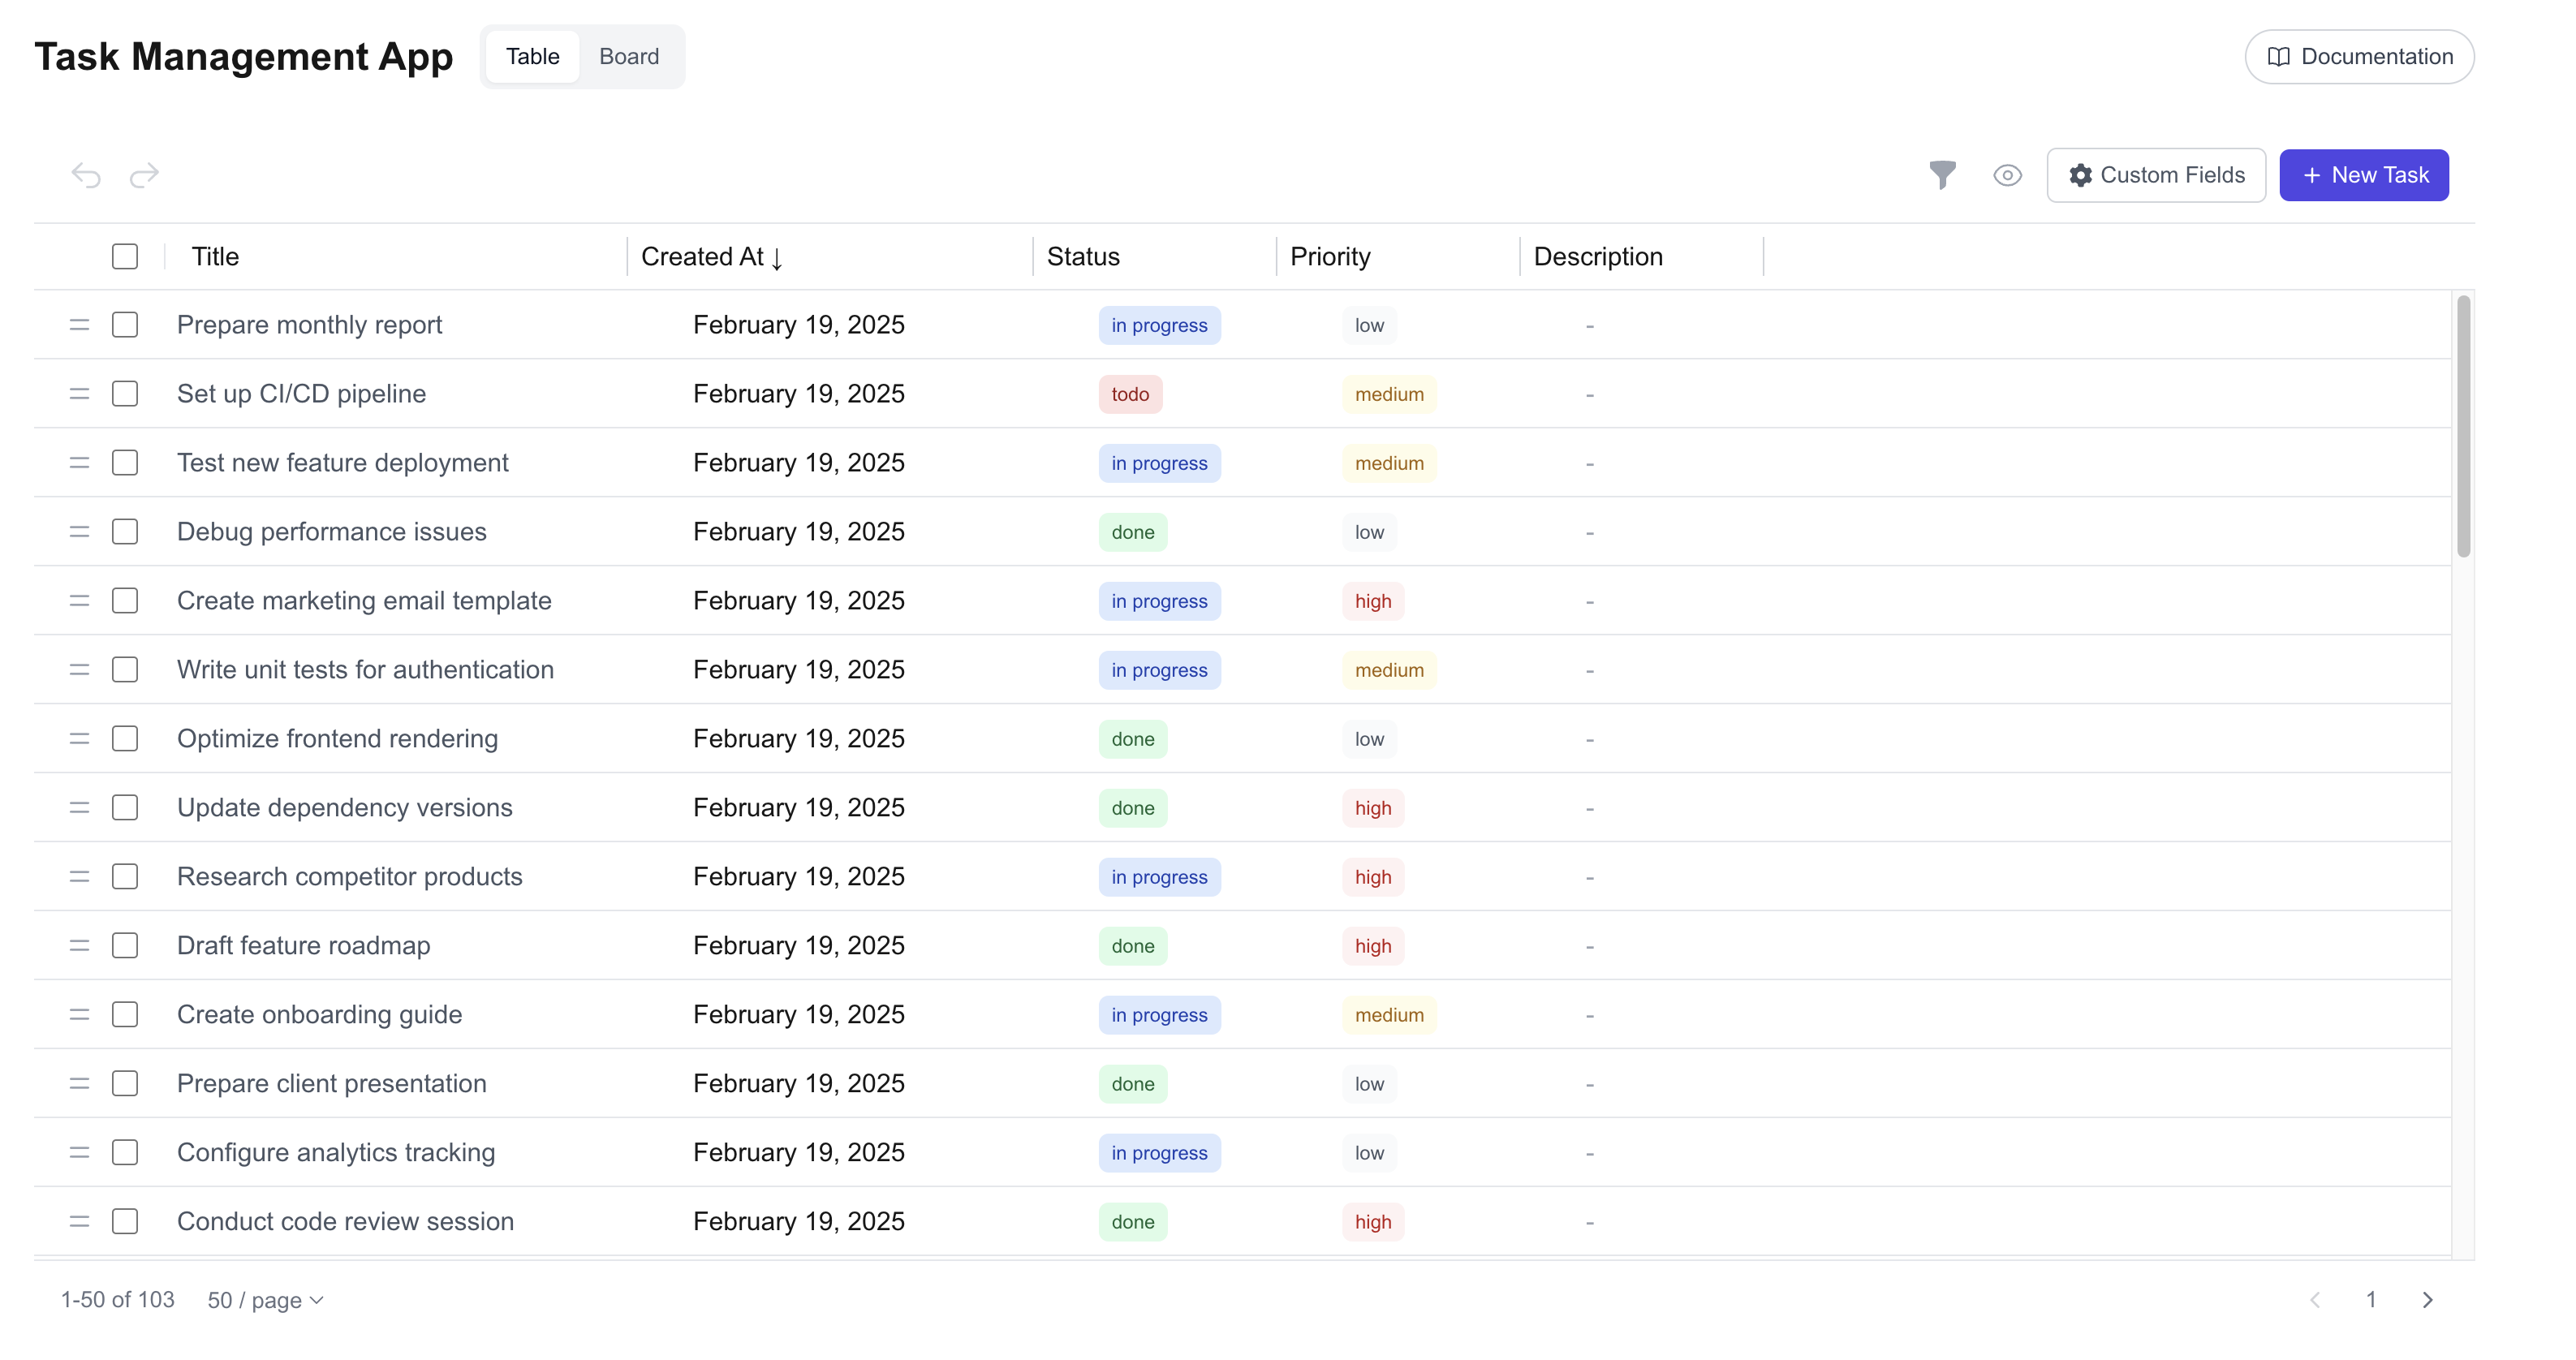 Task Management App Table Board Documentation
Custom Fields + New Task
Title Created At ↓ Status Priority Description
Prepare monthly report February 19, 2025 in progress low -
Set up CI/CD pipeline February 19, 2025 todo medium -
Test new feature deployment February 19, 2025 in progress medium -
Debug performance issues February 19, 2025 done low -
Create marketing email template February 19, 2025 in progress high -
Write unit tests for authentication February 19, 2025 in progress medium -
Optimize frontend rendering February 19, 2025 done low -
Update dependency versions February 19, 2025 done high -
Research competitor products February 19, 2025 in progress high -
Draft feature roadmap February 19, 2025 done high -
Create onboarding guide February 19, 2025 in progress medium -
Prepare client presentation February 19, 2025 done low -
Configure analytics tracking February 19, 2025 in progress low -
Conduct code review session February 19, 2025 done high -
1-50 of 103 50 / page 1